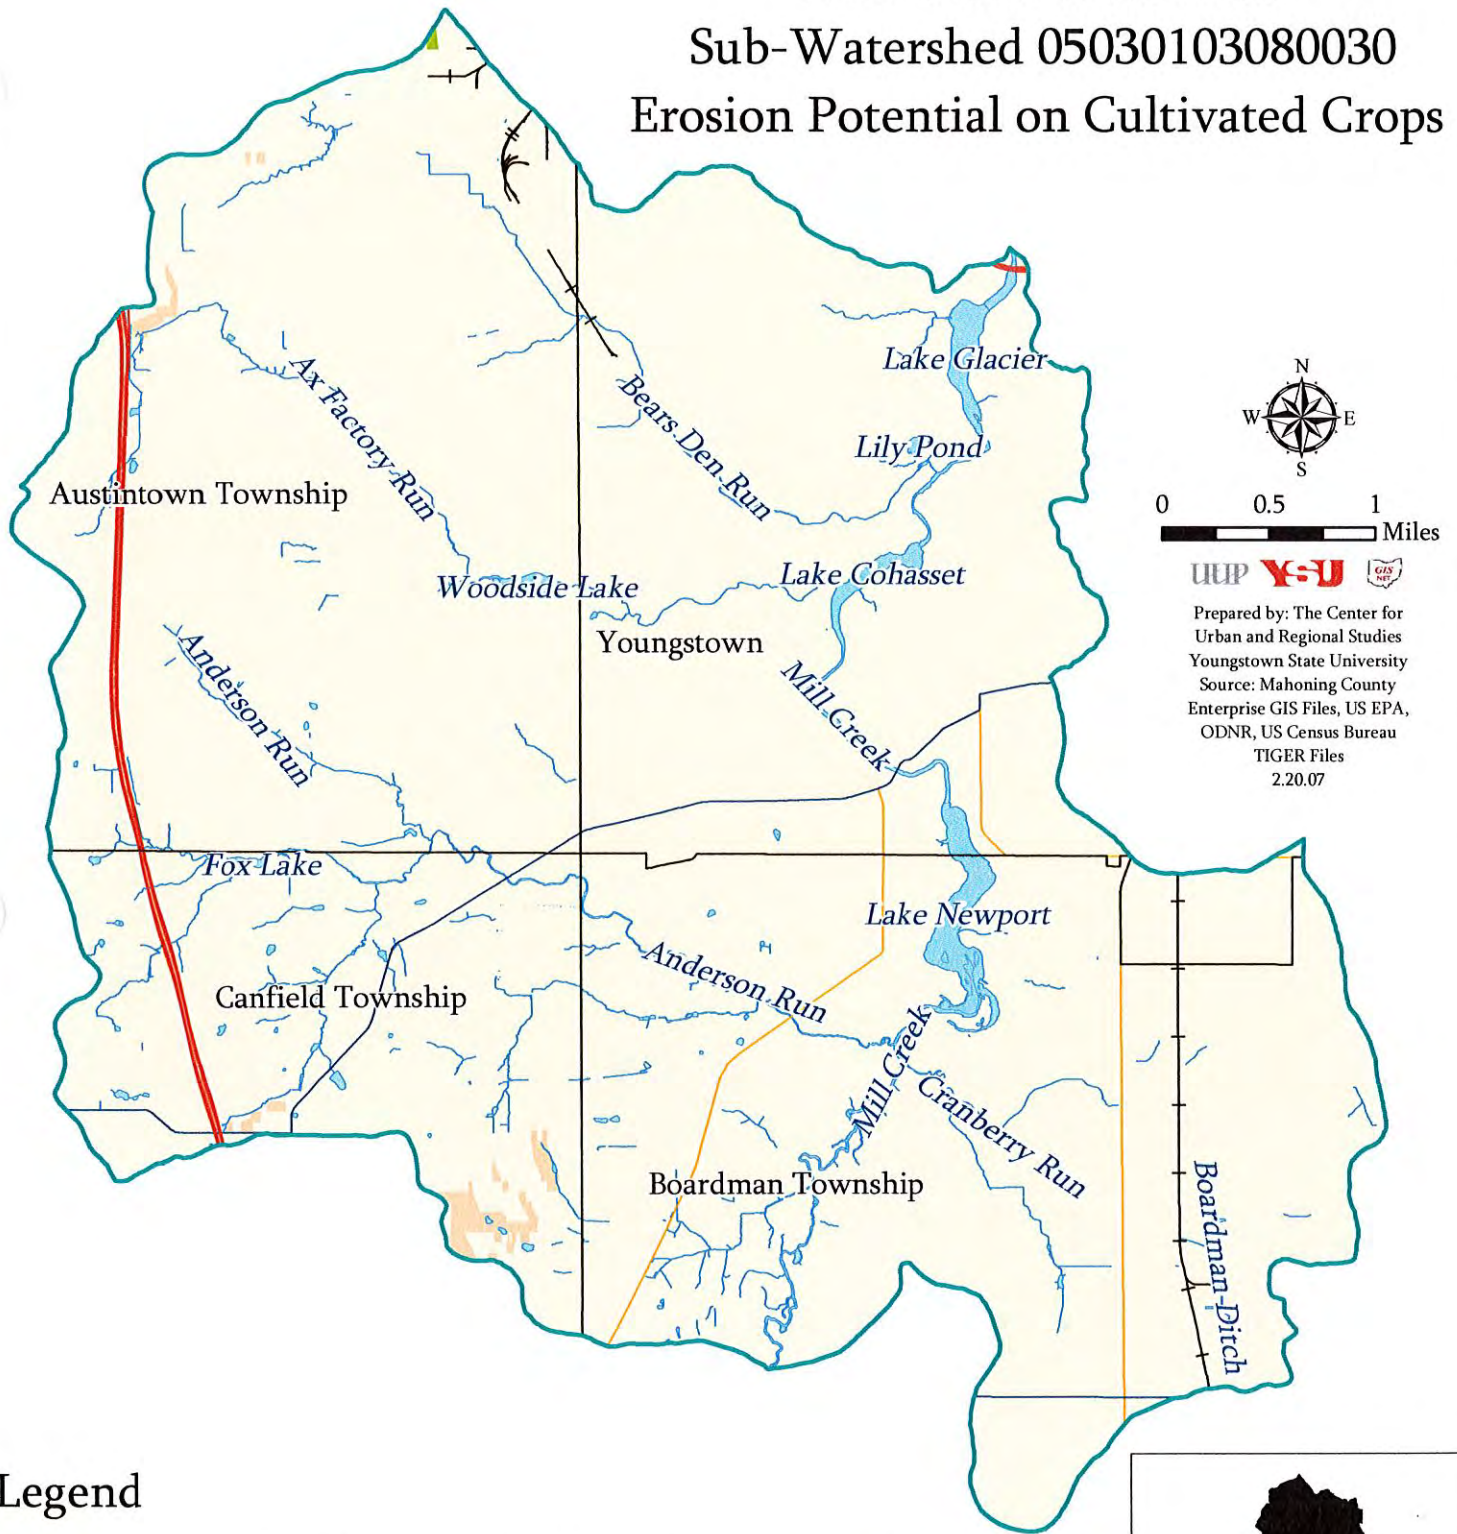 Sub-Watershed 05030103080030
Erosion Potential on Cultivated Crops
Lake Glacier
Ax Factory Run
Bears Den Run
Lily Pond
N
W
E
S
0
0.5
1
Miles
Austintown Township
UUP
YSU
GIS
NET
Woodside Lake
Lake Cohasset
Prepared by: The Center for
Urban and Regional Studies
Youngstown State University
Source: Mahoning County
Enterprise GIS Files, US EPA,
ODNR, US Census Bureau
TIGER Files
2.20.07
Youngstown
Anderson Run
Mill Creek
Fox Lake
Lake Newport
Anderson Run
Canfield Township
Mill Creek
Cranberry Run
Boardman Township
Boardman Ditch
Legend